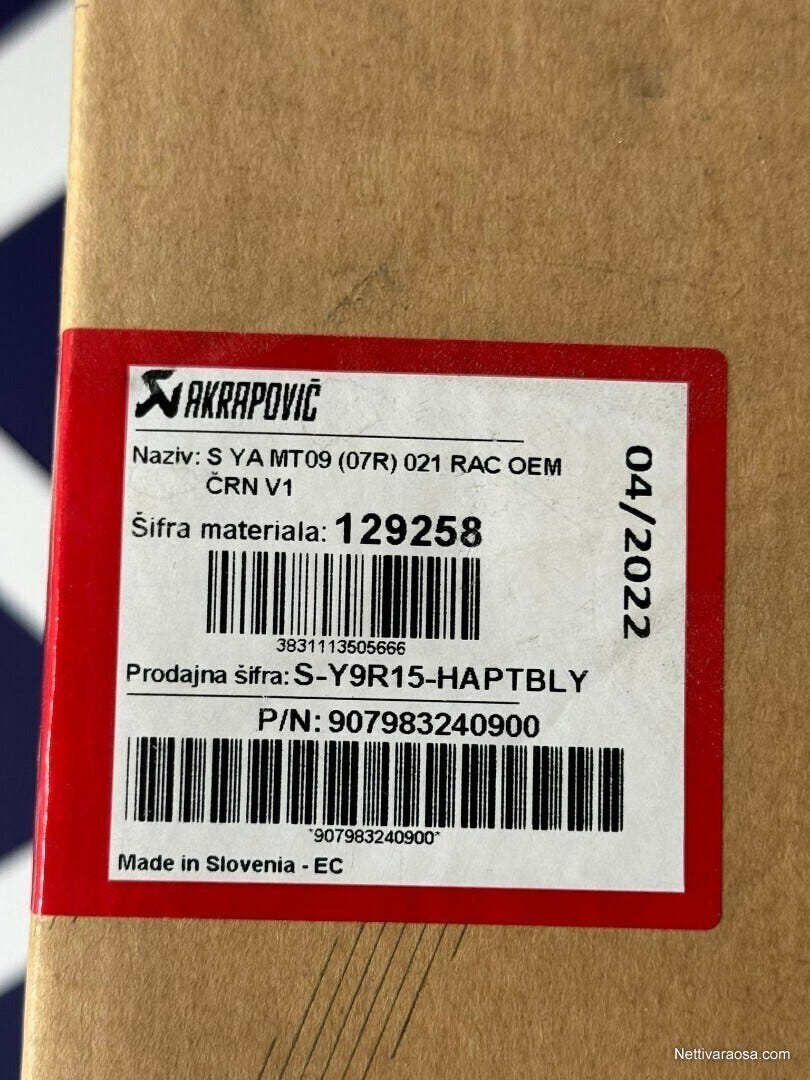 AKRAPOVIČ
Naziv: S YA MT09 (07R) 021 RAC OEM
ČRN V1
Šifra materiala: 129258
3831113505666
Prodajna šifra: S-Y9R15-HAPTBLY
P/N: 907983240900
*907983240900*
Made in Slovenia - EC
04/2022
Nettivaraosa.com